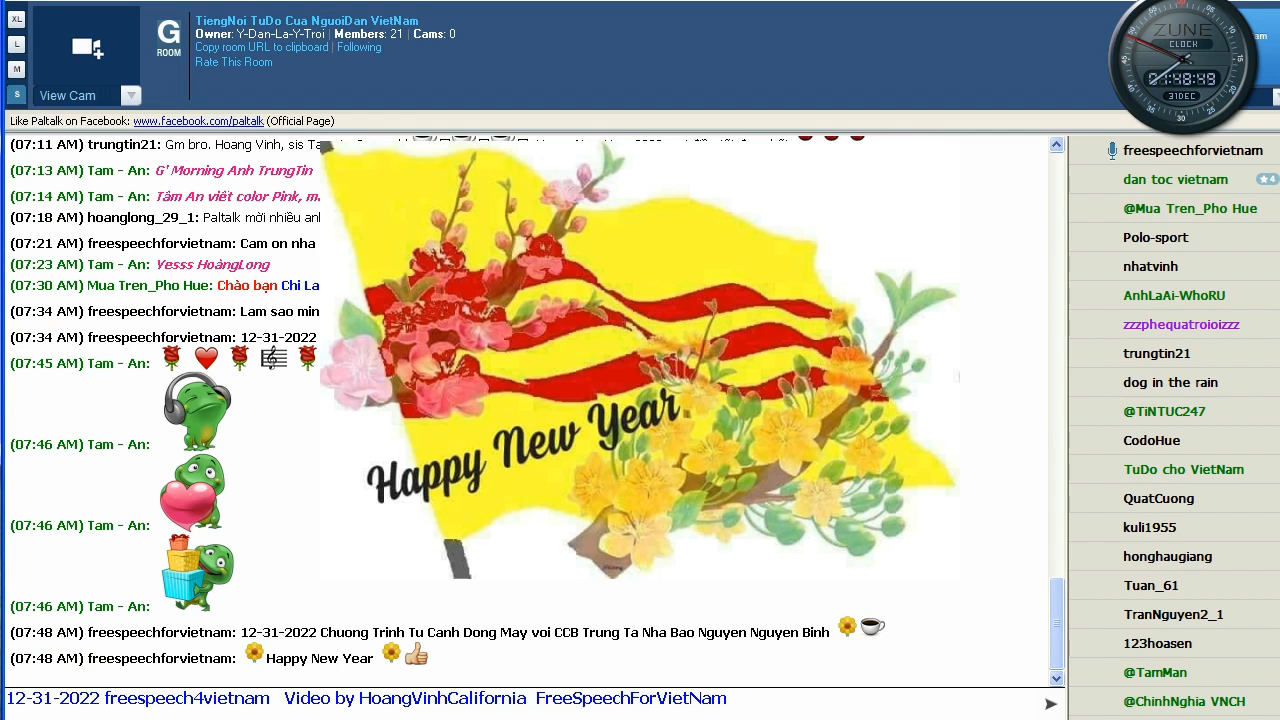 XL
L
M
S
View Cam
G
ROOM
TiengNoi TuDo Cua NguoiDan VietNam
Owner: Y-Dan-La-Y-Troi | Members: 21 | Cams: 0
Copy room URL to clipboard | Following
Rate This Room
ZUNE
CLOCK
01:48:48
31DEC
Like Paltalk on Facebook: www.facebook.com/paltalk (Official Page)
(07:11 AM) trungtin21: Gm bro. Hoang Vinh, sis
(07:13 AM) Tam - An: G' Morning Anh TrungTin
(07:14 AM) Tam - An: Tâm An viết color Pink,
(07:18 AM) hoanglong_29_1: Paltalk mời nhiều
(07:21 AM) freespeechforvietnam: Cam on nha
(07:23 AM) Tam - An: Yesss HoàngLong
(07:30 AM) Mua Tren_Pho Hue: Chào bạn Chi La
(07:34 AM) freespeechforvietnam: Lam sao min
(07:34 AM) freespeechforvietnam: 12-31-2022
(07:45 AM) Tam - An:
(07:46 AM) Tam - An:
(07:46 AM) Tam - An:
(07:46 AM) Tam - An:
(07:48 AM) freespeechforvietnam: 12-31-2022 Chuong Trinh Tu Canh Dong May voi CCB Trung Ta Nha Bao Nguyen Nguyen Binh
(07:48 AM) freespeechforvietnam: Happy New Year
Happy New Year
12-31-2022 freespeech4vietnam Video by HoangVinhCalifornia FreeSpeechForVietNam
freespeechforvietnam
dan toc vietnam 4
@Mua Tren_Pho Hue
Polo-sport
nhatvinh
AnhLaAi-WhoRU
zzzphequatroioizzz
trungtin21
dog in the rain
@TiNTUC247
CodoHue
TuDo cho VietNam
QuatCuong
kuli1955
honghaugiang
Tuan_61
TranNguyen2_1
123hoasen
@TamMan
@ChinhNghia VNCH